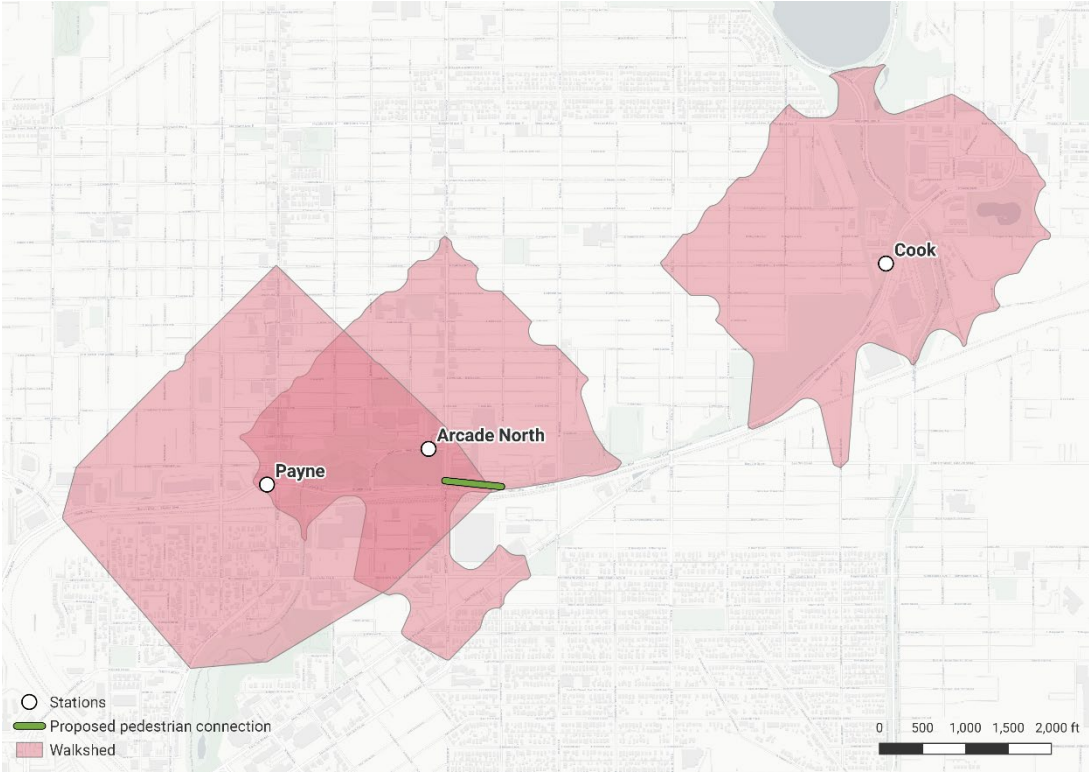 Cook
Arcade North
Payne
Stations
Proposed pedestrian connection
Walkshed
0 500 1,000 1,500 2,000 ft